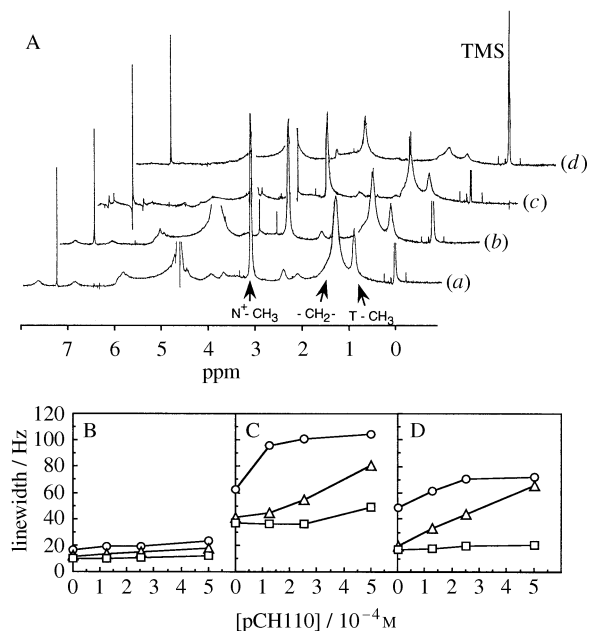 A
TMS
(d)
(c)
(b)
(a)
N⁺-CH₃ -CH₂- T-CH₃
7 6 5 4 3 2 1 0
ppm
linewidth / Hz
120
100
80
60
40
20
0
B C D
0 1 2 3 4 5 0 1 2 3 4 5 0 1 2 3 4 5
[pCH110] / 10⁻⁴ M